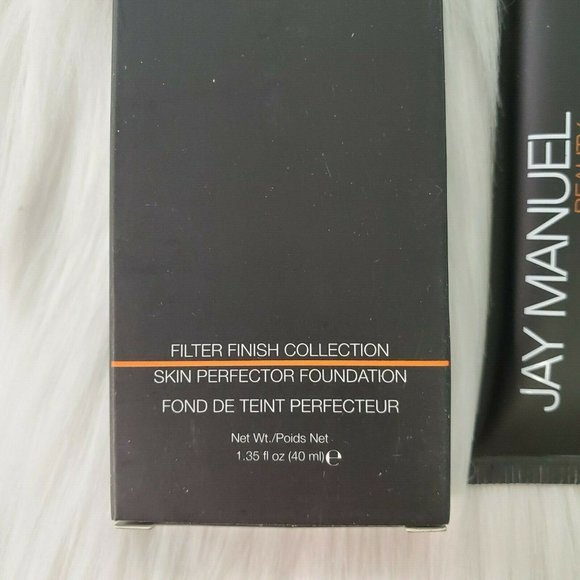 FILTER FINISH COLLECTION
SKIN PERFECTOR FOUNDATION
FOND DE TEINT PERFECTEUR
Net Wt./Poids Net
1.35 fl oz (40 ml) ℮
JAY MANUEL